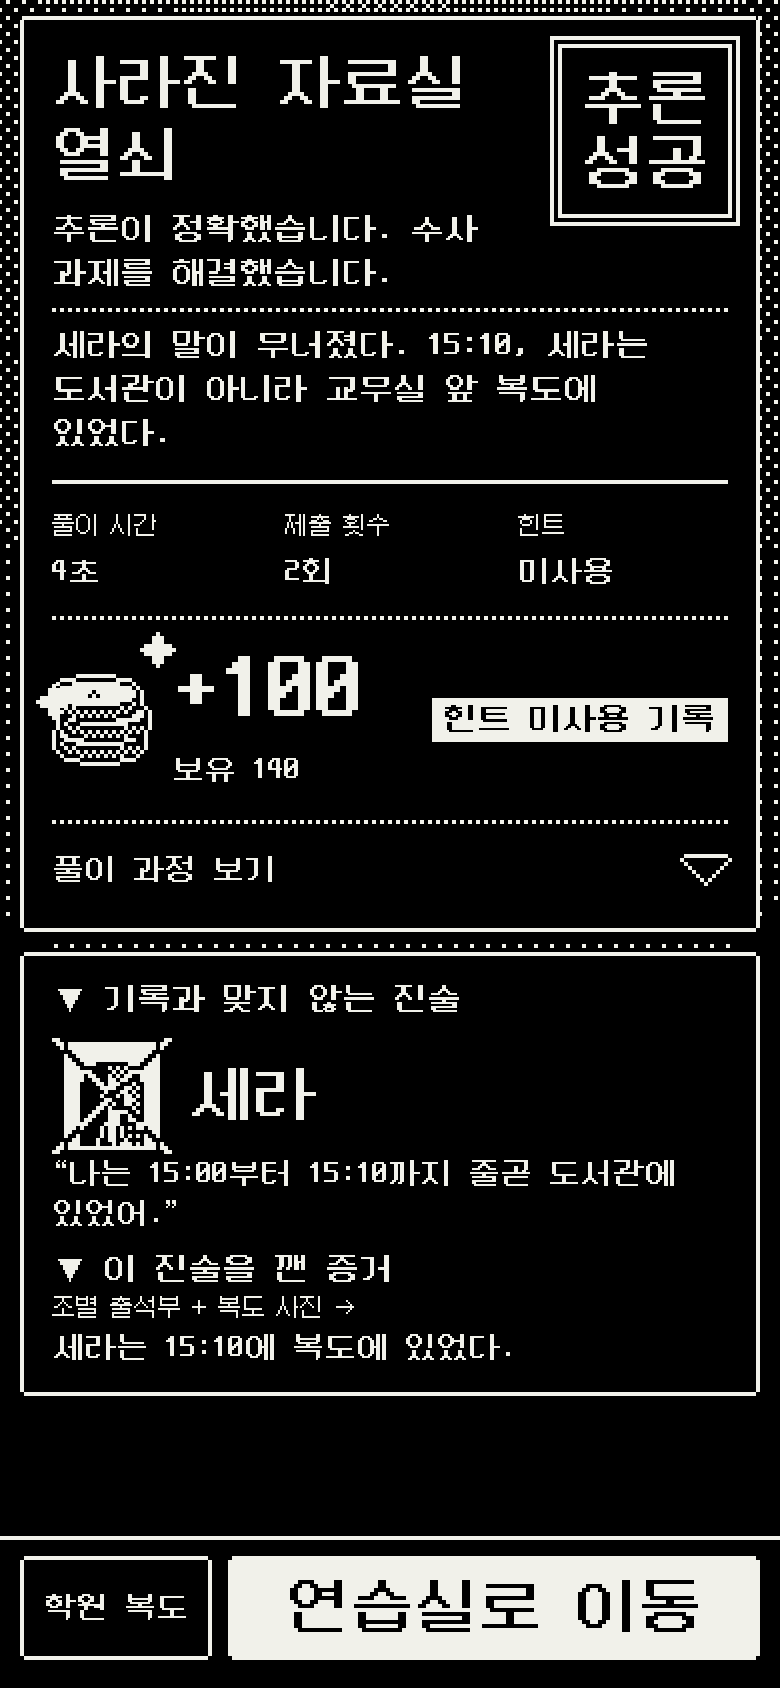 사라진 자료실
열쇠
추론
성공
추론이 정확했습니다. 수사
과제를 해결했습니다.
세라의 말이 무너졌다. 15:10, 세라는
도서관이 아니라 교무실 앞 복도에
있었다.
풀이 시간 제출 횟수 힌트
4초 2회 미사용
+100
힌트 미사용 기록
보유 140
풀이 과정 보기
▼ 기록과 맞지 않는 진술
세라
“나는 15:00부터 15:10까지 줄곧 도서관에
있었어.”
▼ 이 진술을 깬 증거
조별 출석부 + 복도 사진 →
세라는 15:10에 복도에 있었다.
학원 복도 연습실로 이동